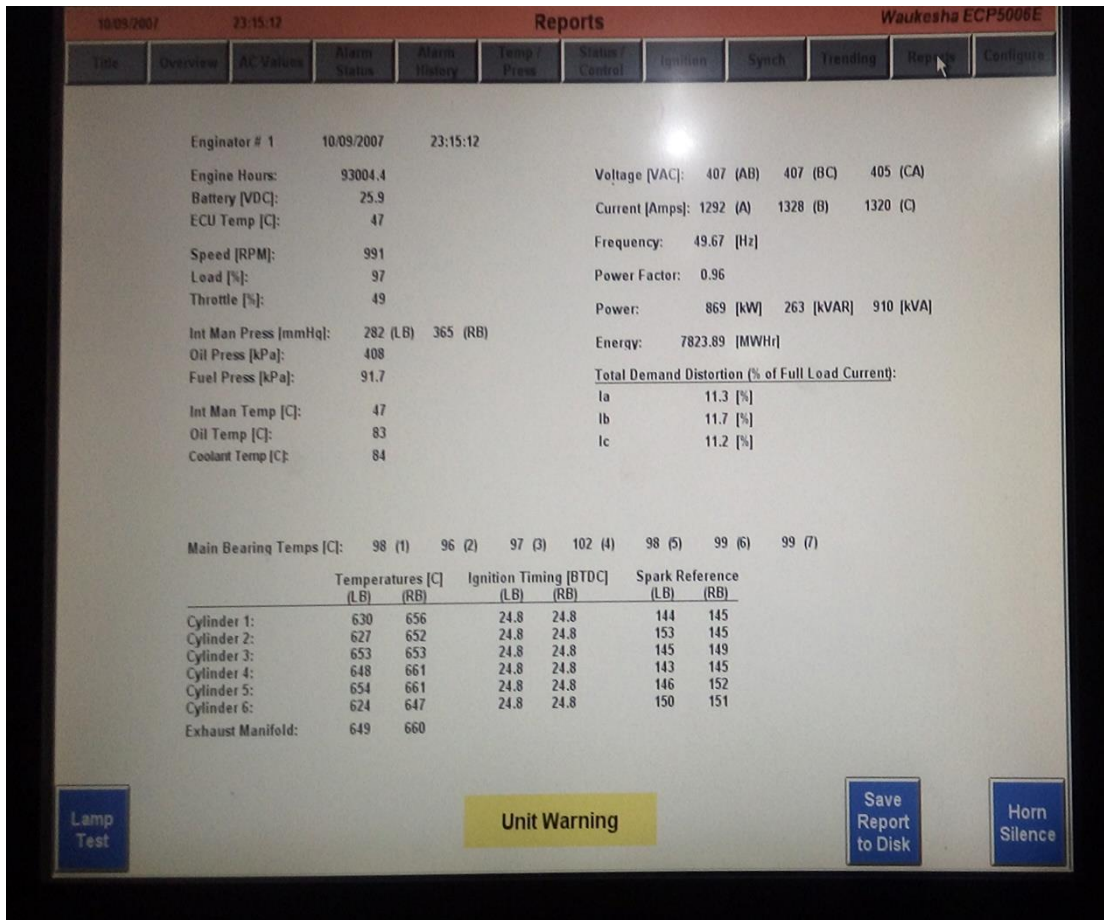 10/09/2007 23:15:12 Reports Waukesha ECP5006E
Title Overview AC Values Alarm Status Alarm History Temp / Press Status / Control Ignition Synch Trending Reports Configure
Enginator # 1 10/09/2007 23:15:12
Engine Hours: 93004.4
Battery [VDC]: 25.9
ECU Temp [C]: 47
Speed [RPM]: 991
Load [%]: 97
Throttle [%]: 49
Int Man Press [mmHg]: 282 (LB) 365 (RB)
Oil Press [kPa]: 408
Fuel Press [kPa]: 91.7
Int Man Temp [C]: 47
Oil Temp [C]: 83
Coolant Temp [C]: 84
Voltage [VAC]: 407 (AB) 407 (BC) 405 (CA)
Current [Amps]: 1292 (A) 1328 (B) 1320 (C)
Frequency: 49.67 [Hz]
Power Factor: 0.96
Power: 869 [kW] 263 [kVAR] 910 [kVA]
Energy: 7823.89 [MWHr]
Total Demand Distortion (% of Full Load Current):
Ia 11.3 [%]
Ib 11.7 [%]
Ic 11.2 [%]
Main Bearing Temps [C]: 98 (1) 96 (2) 97 (3) 102 (4) 98 (5) 99 (6) 99 (7)
Temperatures [C] Ignition Timing [BTDC] Spark Reference
(LB) (RB) (LB) (RB) (LB) (RB)
Cylinder 1: 630 656 24.8 24.8 144 145
Cylinder 2: 627 652 24.8 24.8 153 145
Cylinder 3: 653 653 24.8 24.8 145 149
Cylinder 4: 648 661 24.8 24.8 143 145
Cylinder 5: 654 661 24.8 24.8 146 152
Cylinder 6: 624 647 24.8 24.8 150 151
Exhaust Manifold: 649 660
Lamp Test
Unit Warning
Save Report to Disk
Horn Silence